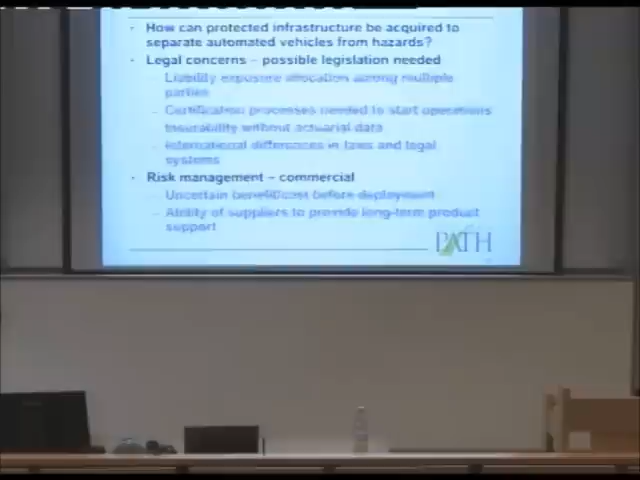 · How can protected infrastructure be acquired to
separate automated vehicles from hazards?
· Legal concerns – possible legislation needed
– Liability exposure allocation among multiple
parties
– Certification processes needed to start operations
– Insurability without actuarial data
– International differences in laws and legal
systems
· Risk management – commercial
– Uncertain benefit/cost before deployment
– Ability of suppliers to provide long-term product
support
PATH